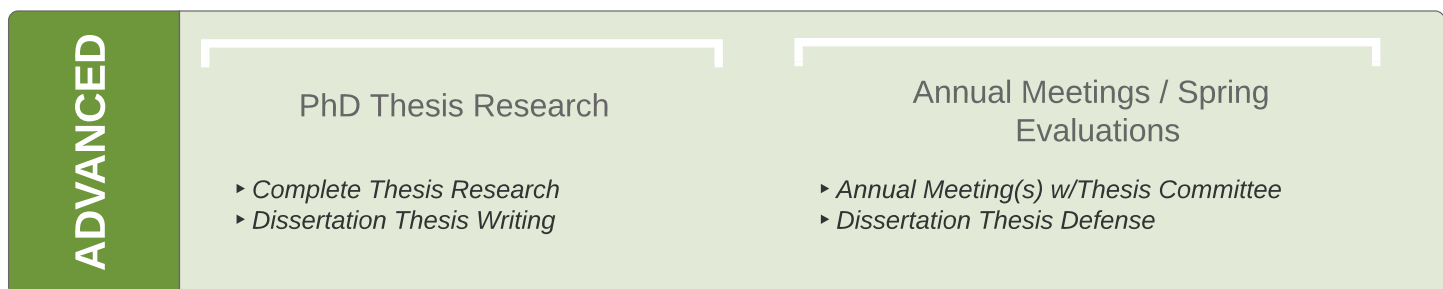 ADVANCED
PhD Thesis Research
‣ Complete Thesis Research
‣ Dissertation Thesis Writing
Annual Meetings / Spring
Evaluations
‣ Annual Meeting(s) w/Thesis Committee
‣ Dissertation Thesis Defense